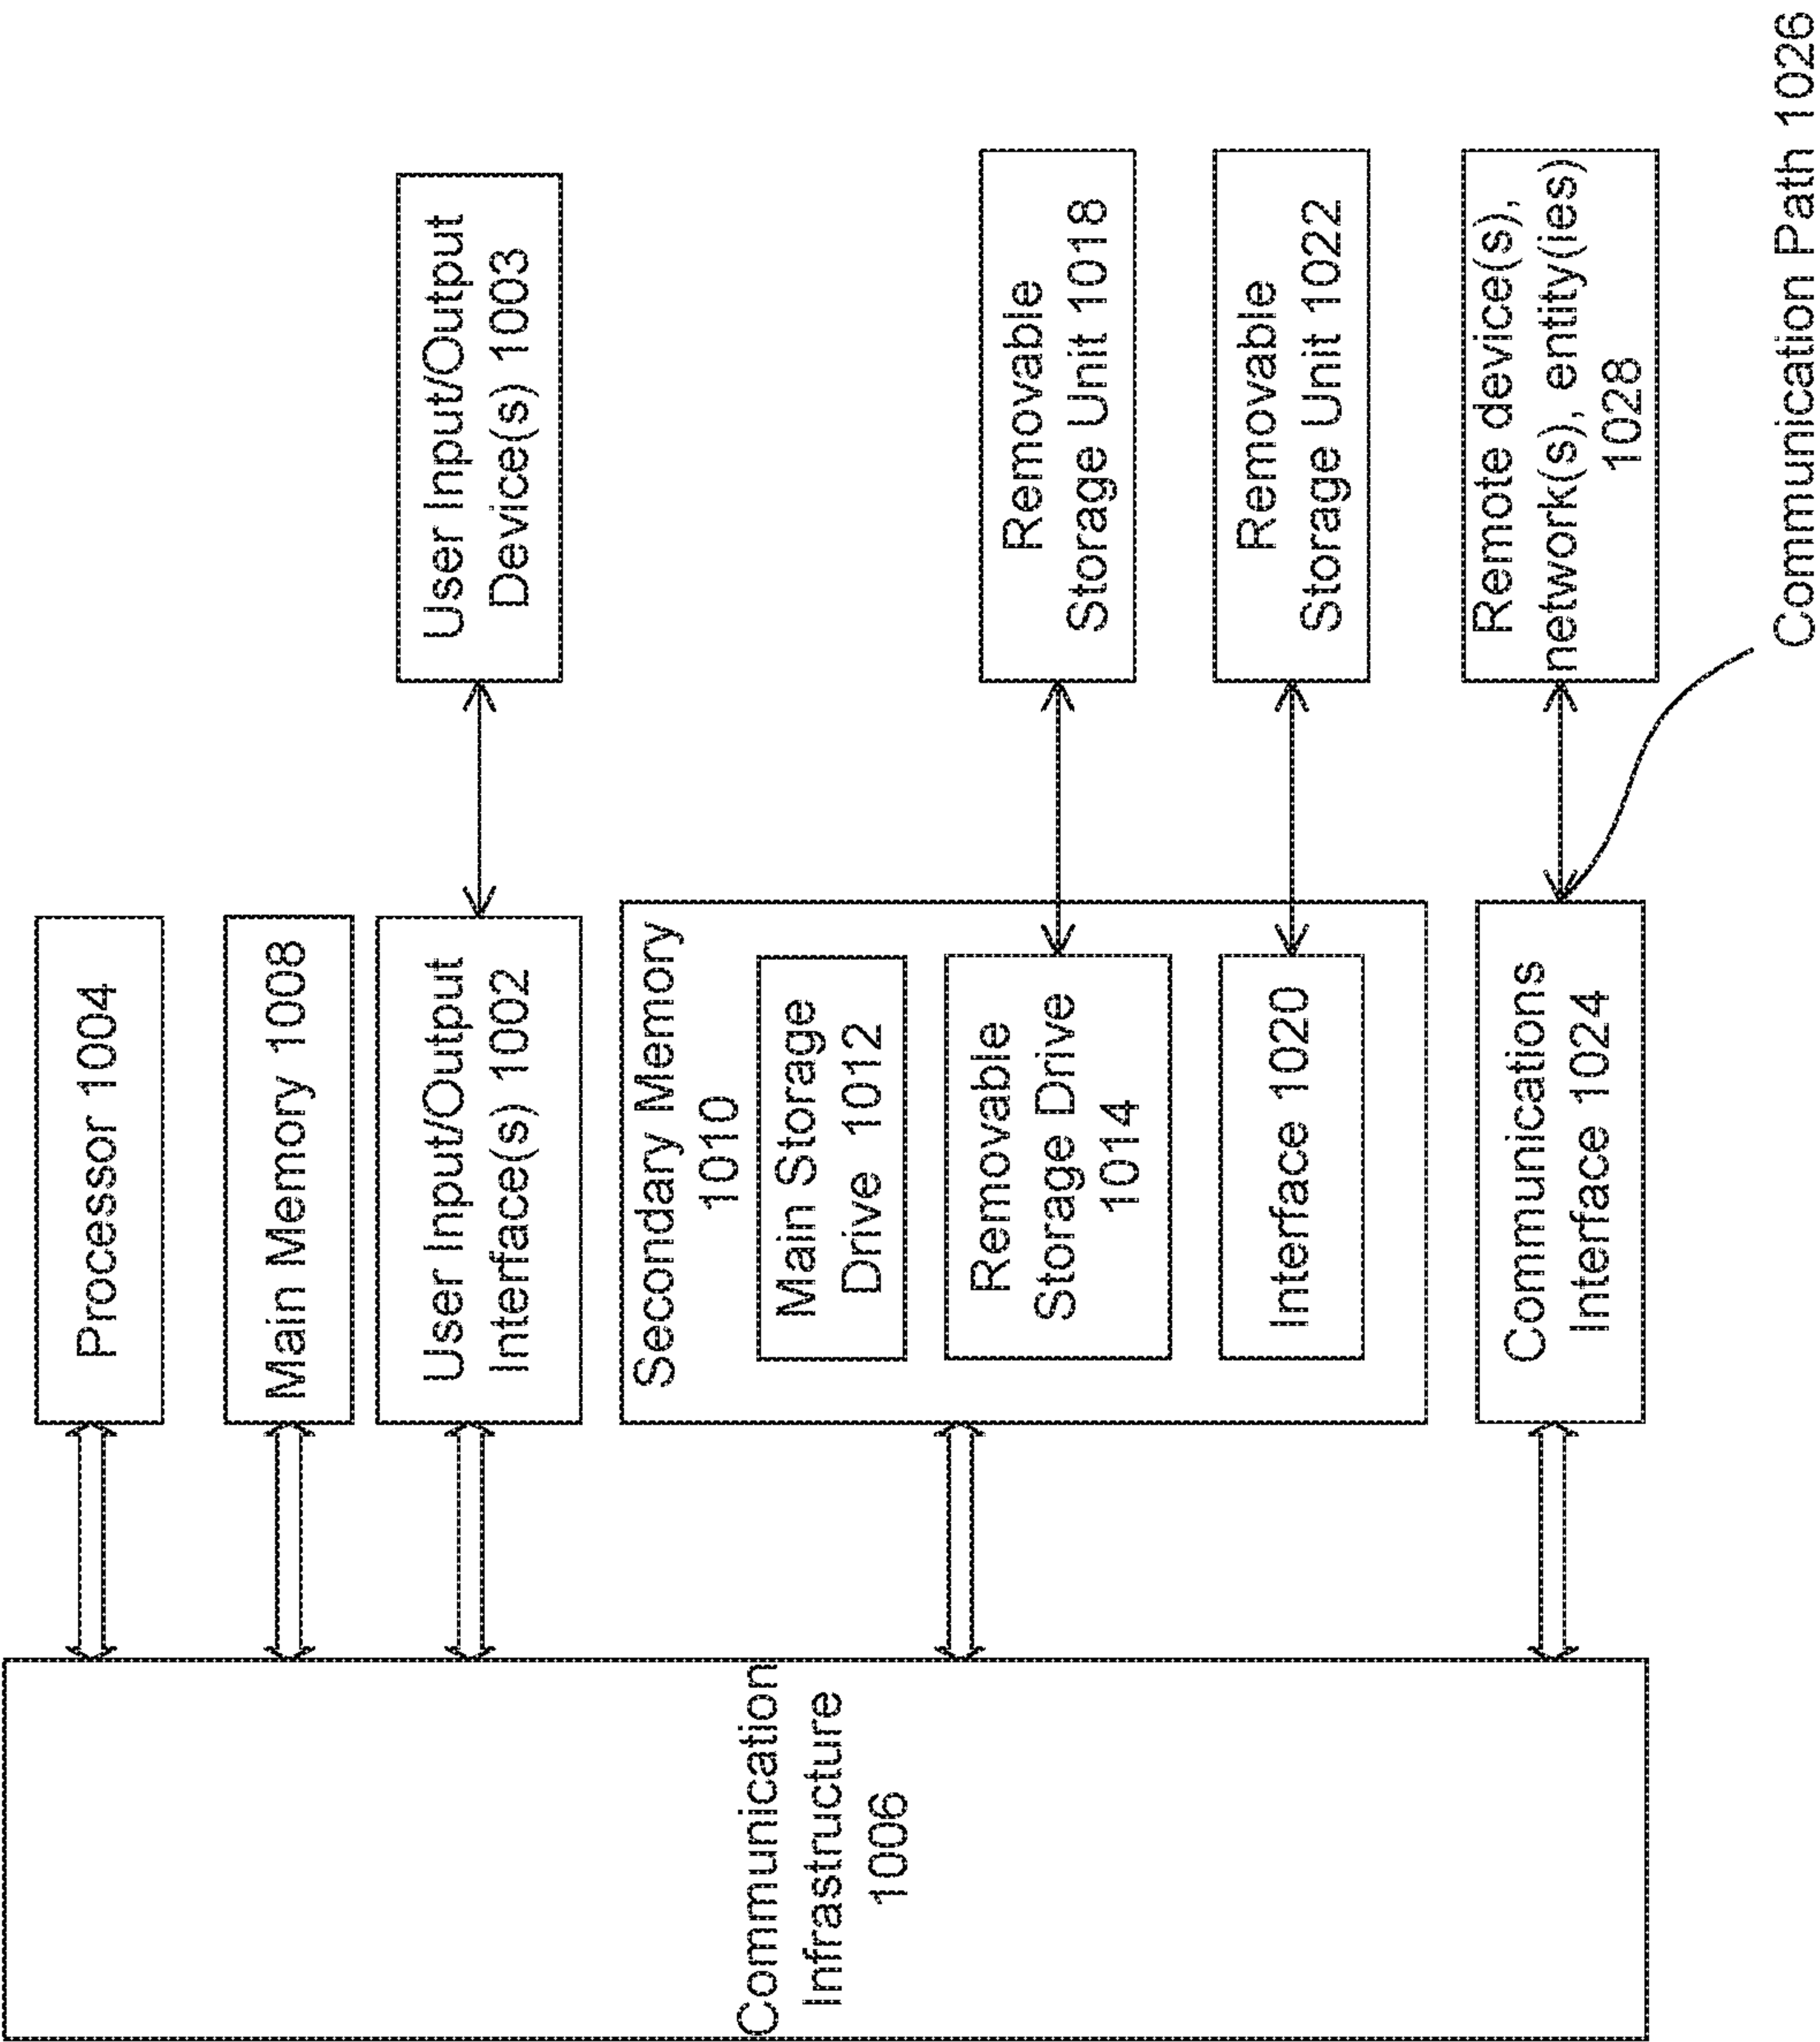 Processor 1004
Main Memory 1008
User Input/Output
Interface(s) 1002
User Input/Output
Device(s) 1003
Secondary Memory
1010
Main Storage
Drive 1012
Removable
Storage Drive
1014
Removable
Storage Unit 1018
Interface 1020
Removable
Storage Unit 1022
Communications
Interface 1024
Remote device(s),
network(s), entity(ies)
1028
Communication Path 1026
Communication
Infrastructure
1006